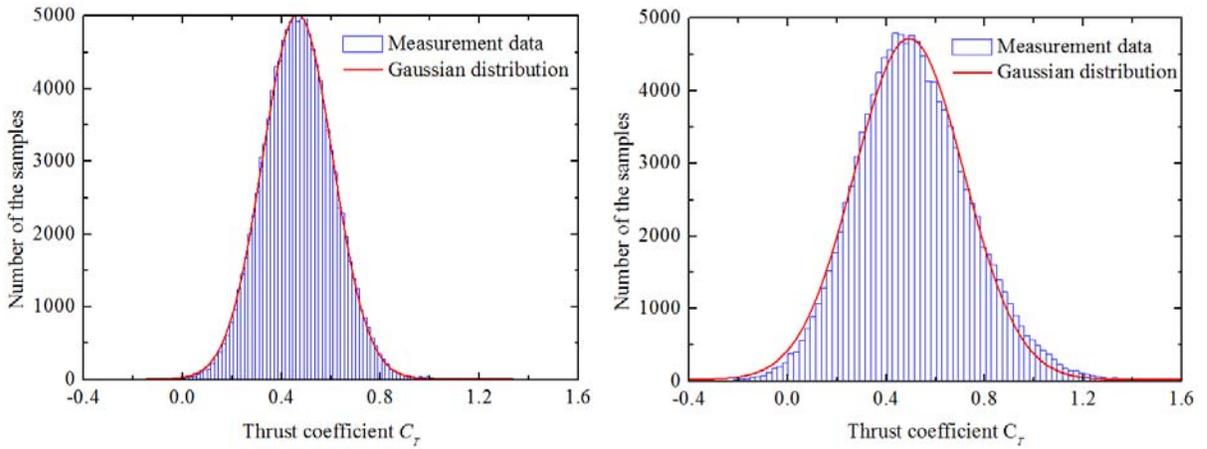 5000
4000
3000
2000
1000
0
Number of the samples
Measurement data
Gaussian distribution
-0.4 0.0 0.4 0.8 1.2 1.6
Thrust coefficient C_T
5000
4000
3000
2000
1000
0
Number of the samples
Measurement data
Gaussian distribution
-0.4 0.0 0.4 0.8 1.2 1.6
Thrust coefficient C_T